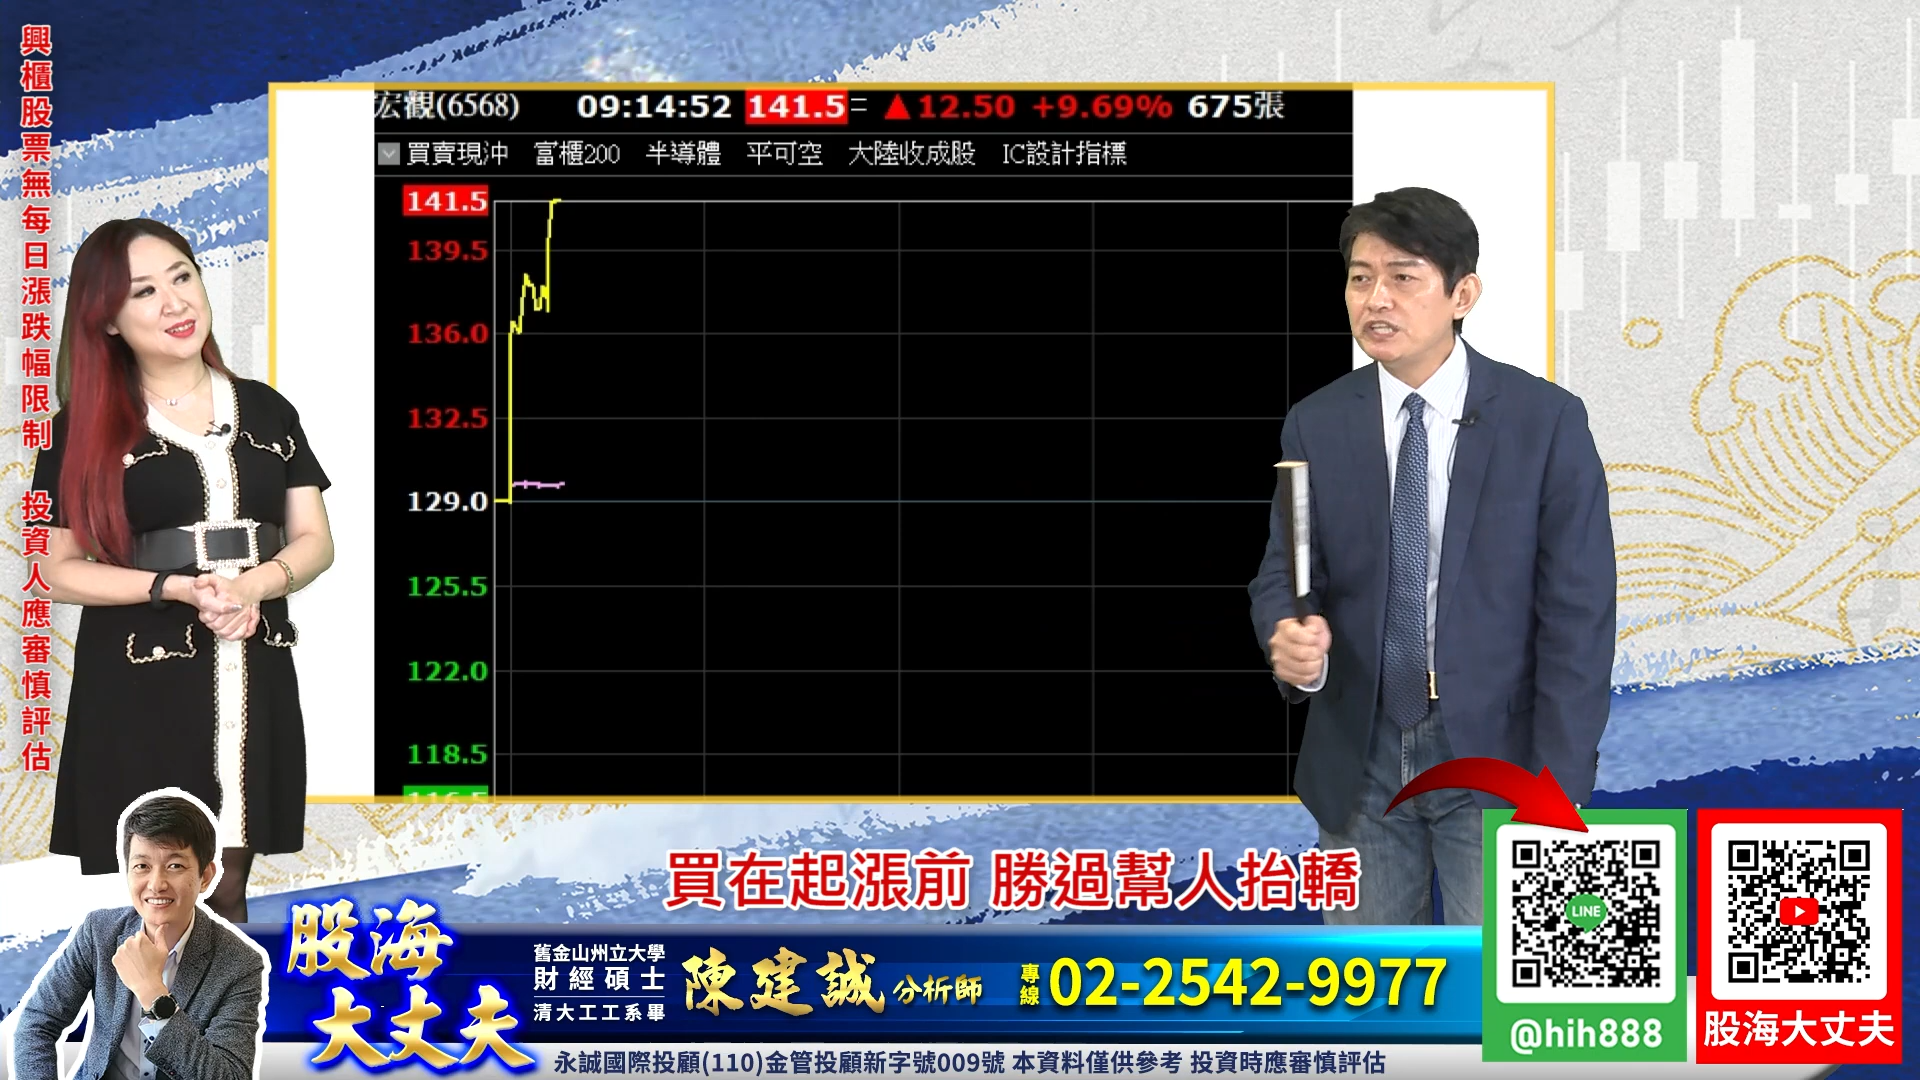 興櫃股票無每日漲跌幅限制 投資人應審慎評估
宏觀(6568) 09:14:52 141.5= ▲12.50 +9.69% 675張
買賣現沖 富櫃200 半導體 平可空 大陸收成股 IC設計指標
141.5
139.5
136.0
132.5
129.0
125.5
122.0
118.5
116.5
買在起漲前 勝過幫人抬轎
股海
大丈夫
舊金山州立大學
財經碩士
清大工工系畢
陳建誠 分析師
專線 02-2542-9977
LINE
@hih888
股海大丈夫
永誠國際投顧(110)金管投顧新字號009號 本資料僅供參考 投資時應審慎評估